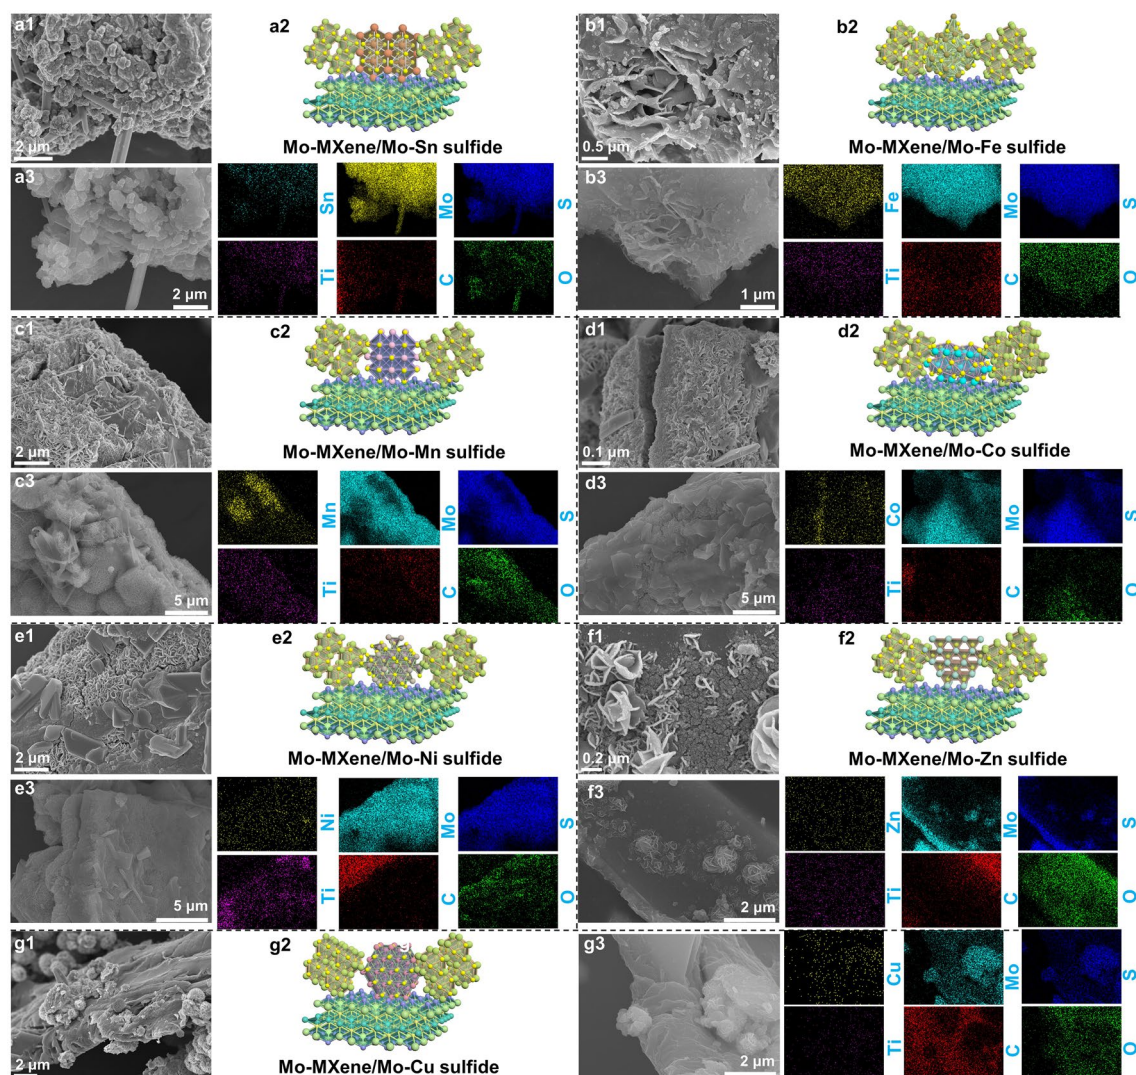 a1
2 μm
a2
Mo-MXene/Mo-Sn sulfide
b1
0.5 μm
b2
Mo-MXene/Mo-Fe sulfide
a3
2 μm
Sn
Mo
S
Ti
C
O
b3
1 μm
Fe
Mo
S
Ti
C
O
c1
2 μm
c2
Mo-MXene/Mo-Mn sulfide
d1
0.1 μm
d2
Mo-MXene/Mo-Co sulfide
c3
5 μm
Mn
Mo
S
Ti
C
O
d3
5 μm
Co
Mo
S
Ti
C
O
e1
2 μm
e2
Mo-MXene/Mo-Ni sulfide
f1
0.2 μm
f2
Mo-MXene/Mo-Zn sulfide
e3
5 μm
Ni
Mo
S
Ti
C
O
f3
2 μm
Zn
Mo
S
Ti
C
O
g1
2 μm
g2
Mo-MXene/Mo-Cu sulfide
g3
2 μm
Cu
Mo
S
Ti
C
O